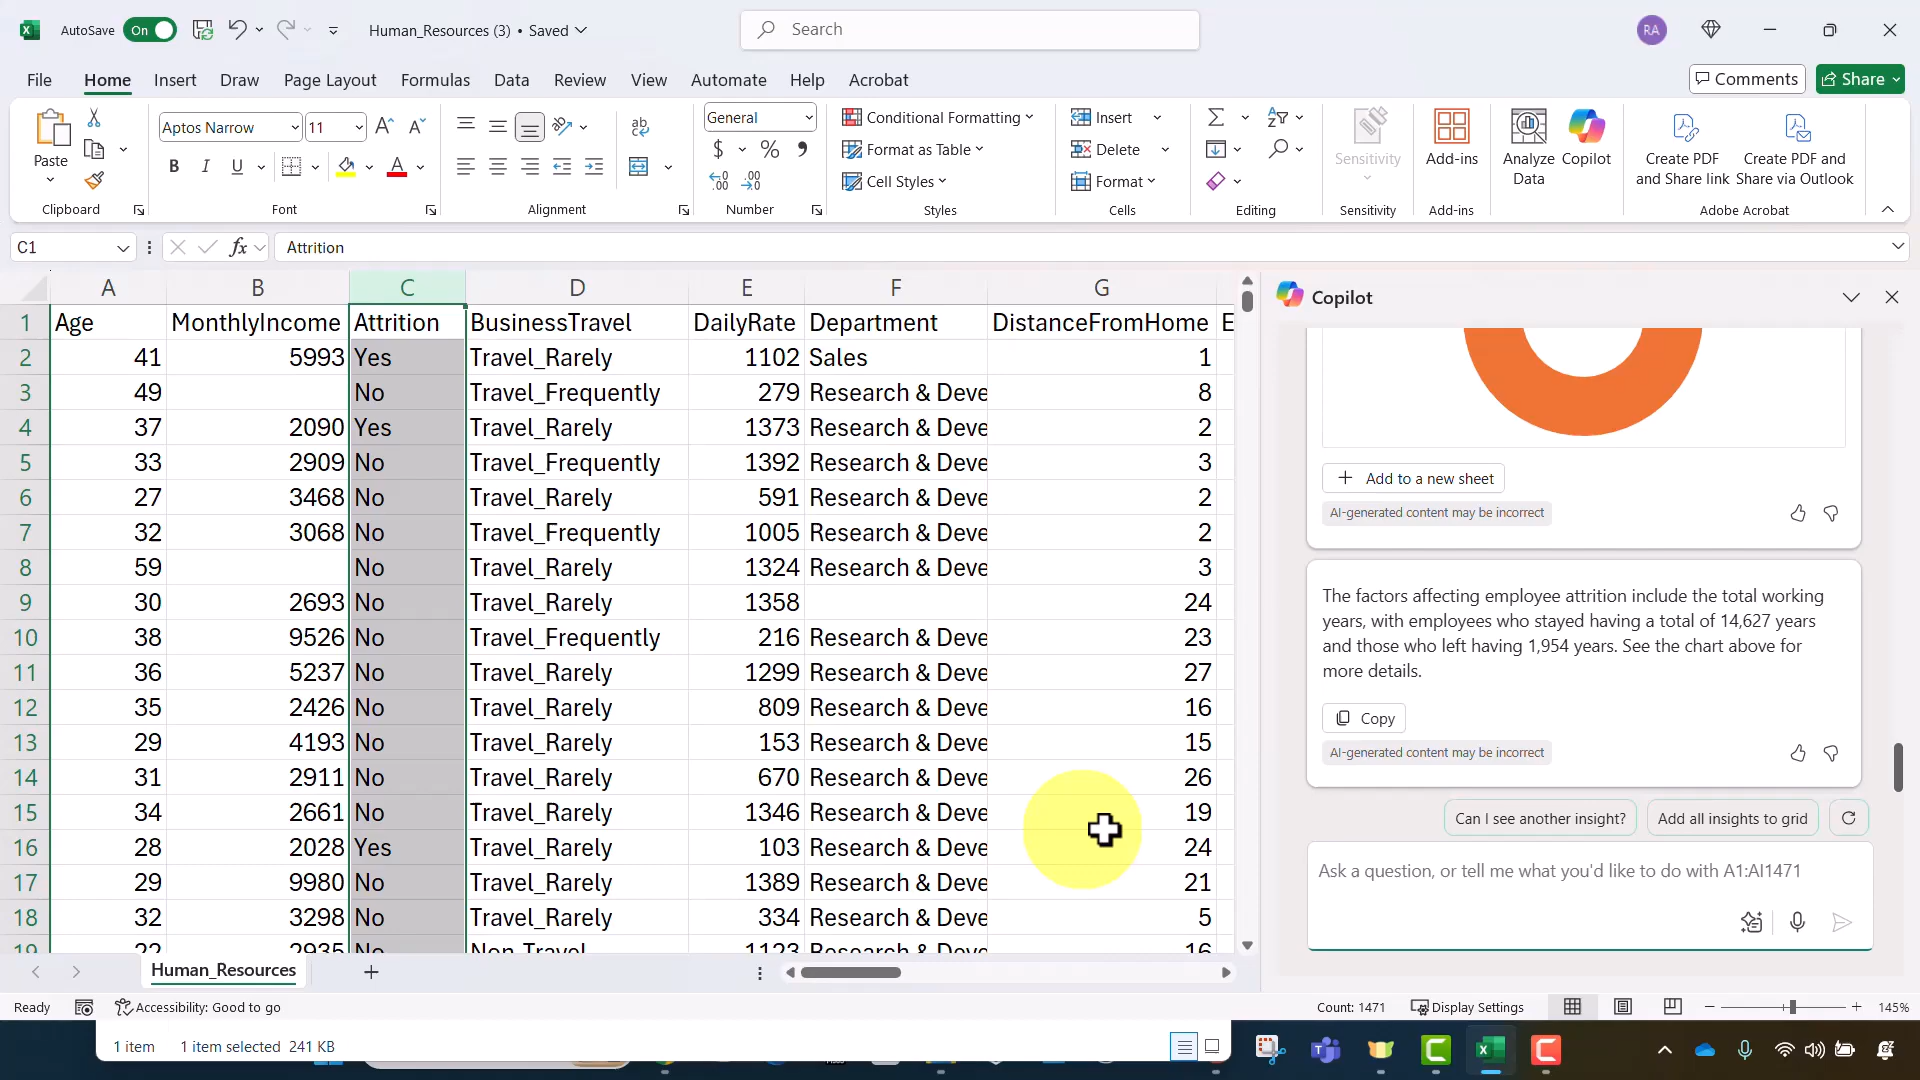 AutoSave On Human_Resources (3) • Saved Search RA
File Home Insert Draw Page Layout Formulas Data Review View Automate Help Acrobat Comments Share
Paste Aptos Narrow 11 General Conditional Formatting Insert
B I U $ % Format as Table Delete
Cell Styles Format
Sensitivity Add-ins Analyze Data Copilot Create PDF and Share link Create PDF and Share via Outlook
Clipboard Font Alignment Number Styles Cells Editing Sensitivity Add-ins Adobe Acrobat
C1 fx Attrition
A B C D E F G
1 Age MonthlyIncome Attrition BusinessTravel DailyRate Department DistanceFromHome E
2 41 5993 Yes Travel_Rarely 1102 Sales 1
3 49 No Travel_Frequently 279 Research & Deve 8
4 37 2090 Yes Travel_Rarely 1373 Research & Deve 2
5 33 2909 No Travel_Frequently 1392 Research & Deve 3
6 27 3468 No Travel_Rarely 591 Research & Deve 2
7 32 3068 No Travel_Frequently 1005 Research & Deve 2
8 59 No Travel_Rarely 1324 Research & Deve 3
9 30 2693 No Travel_Rarely 1358 24
10 38 9526 No Travel_Frequently 216 Research & Deve 23
11 36 5237 No Travel_Rarely 1299 Research & Deve 27
12 35 2426 No Travel_Rarely 809 Research & Deve 16
13 29 4193 No Travel_Rarely 153 Research & Deve 15
14 31 2911 No Travel_Rarely 670 Research & Deve 26
15 34 2661 No Travel_Rarely 1346 Research & Deve 19
16 28 2028 Yes Travel_Rarely 103 Research & Deve 24
17 29 9980 No Travel_Rarely 1389 Research & Deve 21
18 32 3298 No Travel_Rarely 334 Research & Deve 5
19 22 2935 No Non-Travel 1123 Research & Deve 16
Copilot
Add to a new sheet
AI-generated content may be incorrect
The factors affecting employee attrition include the total working
years, with employees who stayed having a total of 14,627 years
and those who left having 1,954 years. See the chart above for
more details.
Copy
AI-generated content may be incorrect
Can I see another insight? Add all insights to grid
Ask a question, or tell me what you'd like to do with A1:AI1471
Human_Resources
Ready Accessibility: Good to go Count: 1471 Display Settings 145%
1 item 1 item selected 241 KB